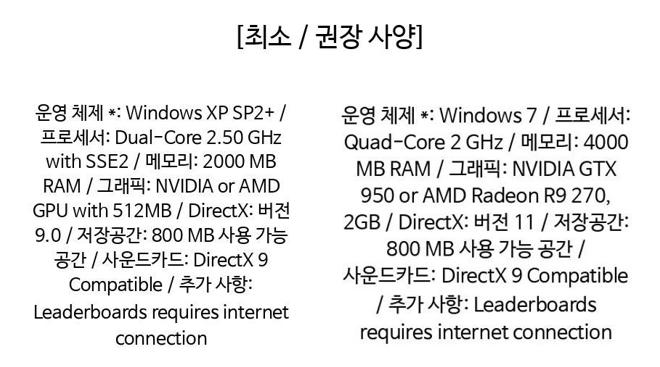 [최소 / 권장 사양]
운영 체제 *: Windows XP SP2+ /
프로세서: Dual-Core 2.50 GHz
with SSE2 / 메모리: 2000 MB
RAM / 그래픽: NVIDIA or AMD
GPU with 512MB / DirectX: 버전
9.0 / 저장공간: 800 MB 사용 가능
공간 / 사운드카드: DirectX 9
Compatible / 추가 사항:
Leaderboards requires internet
connection
운영 체제 *: Windows 7 / 프로세서:
Quad-Core 2 GHz / 메모리: 4000
MB RAM / 그래픽: NVIDIA GTX
950 or AMD Radeon R9 270,
2GB / DirectX: 버전 11 / 저장공간:
800 MB 사용 가능 공간 /
사운드카드: DirectX 9 Compatible
/ 추가 사항: Leaderboards
requires internet connection